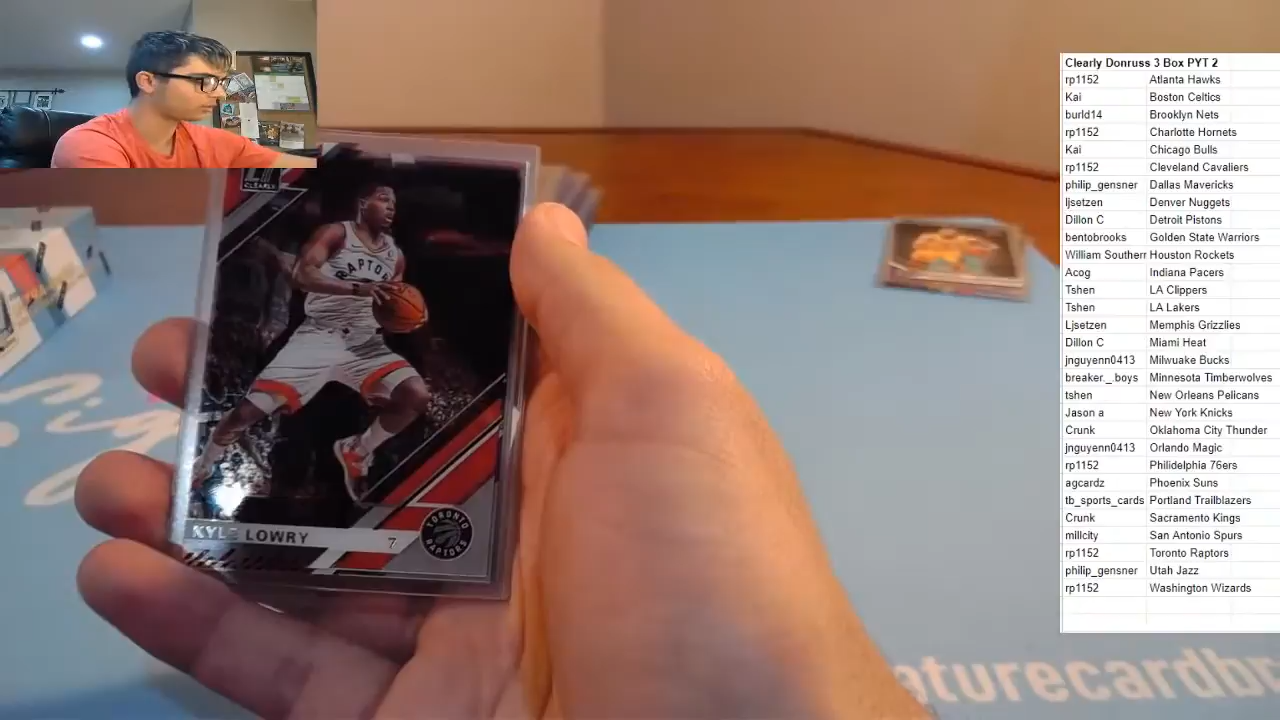 CLEARLY
RAPTO
KYLE LOWRY 7
TORONTO
RAPTORS
Clearly Donruss 3 Box PYT 2
rp1152 Atlanta Hawks
Kai Boston Celtics
burld14 Brooklyn Nets
rp1152 Charlotte Hornets
Kai Chicago Bulls
rp1152 Cleveland Cavaliers
philip_gensner Dallas Mavericks
ljsetzen Denver Nuggets
Dillon C Detroit Pistons
bentobrooks Golden State Warriors
William Southerr Houston Rockets
Acog Indiana Pacers
Tshen LA Clippers
Tshen LA Lakers
Ljsetzen Memphis Grizzlies
Dillon C Miami Heat
jnguyenn0413 Milwuake Bucks
breaker._.boys Minnesota Timberwolves
tshen New Orleans Pelicans
Jason a New York Knicks
Crunk Oklahoma City Thunder
jnguyenn0413 Orlando Magic
rp1152 Philidelphia 76ers
agcardz Phoenix Suns
tb_sports_cards Portland Trailblazers
Crunk Sacramento Kings
millcity San Antonio Spurs
rp1152 Toronto Raptors
philip_gensner Utah Jazz
rp1152 Washington Wizards
aturecardbr